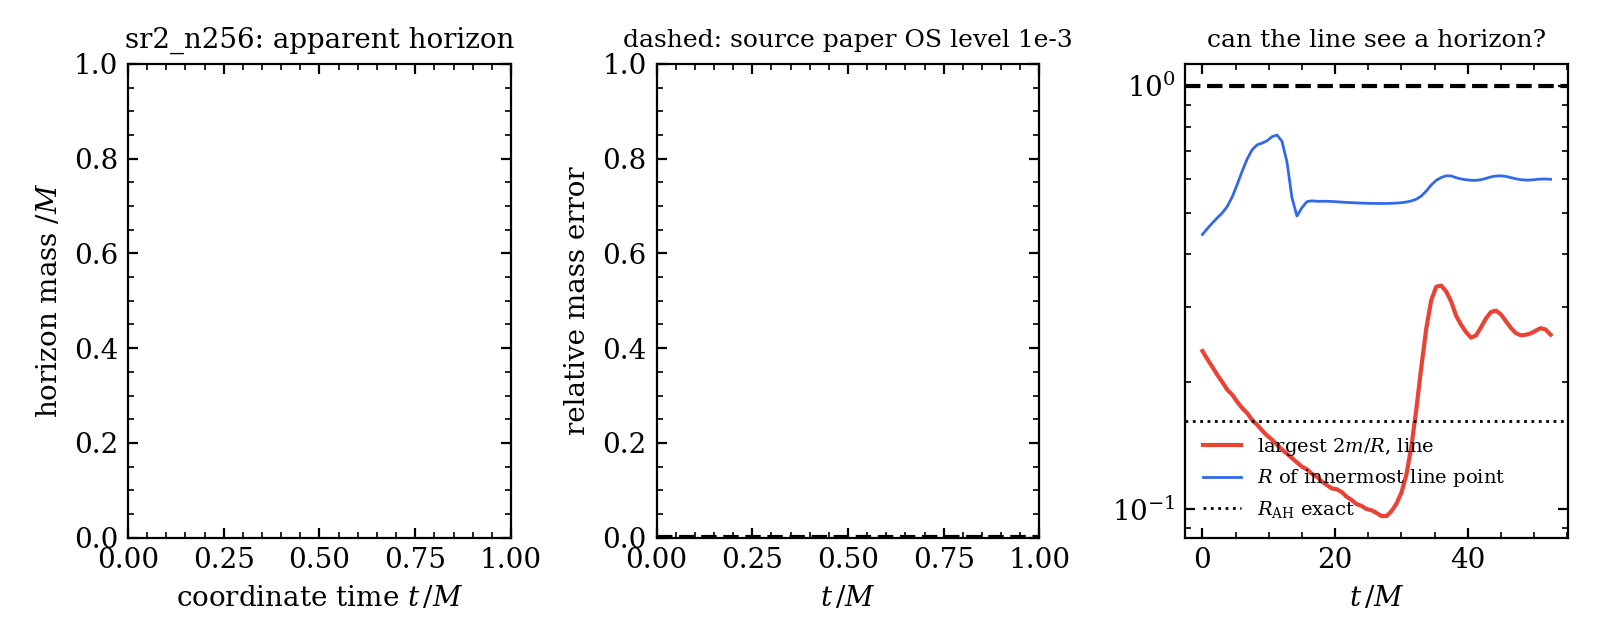 sr2_n256: apparent horizon
horizon mass /M
1.0
0.8
0.6
0.4
0.2
0.0
0.00 0.25 0.50 0.75 1.00
coordinate time t/M
dashed: source paper OS level 1e-3
relative mass error
1.0
0.8
0.6
0.4
0.2
0.0
0.00 0.25 0.50 0.75 1.00
t/M
can the line see a horizon?
10⁰
10⁻¹
largest 2m/R, line
R of innermost line point
R_AH exact
0 20 40
t/M